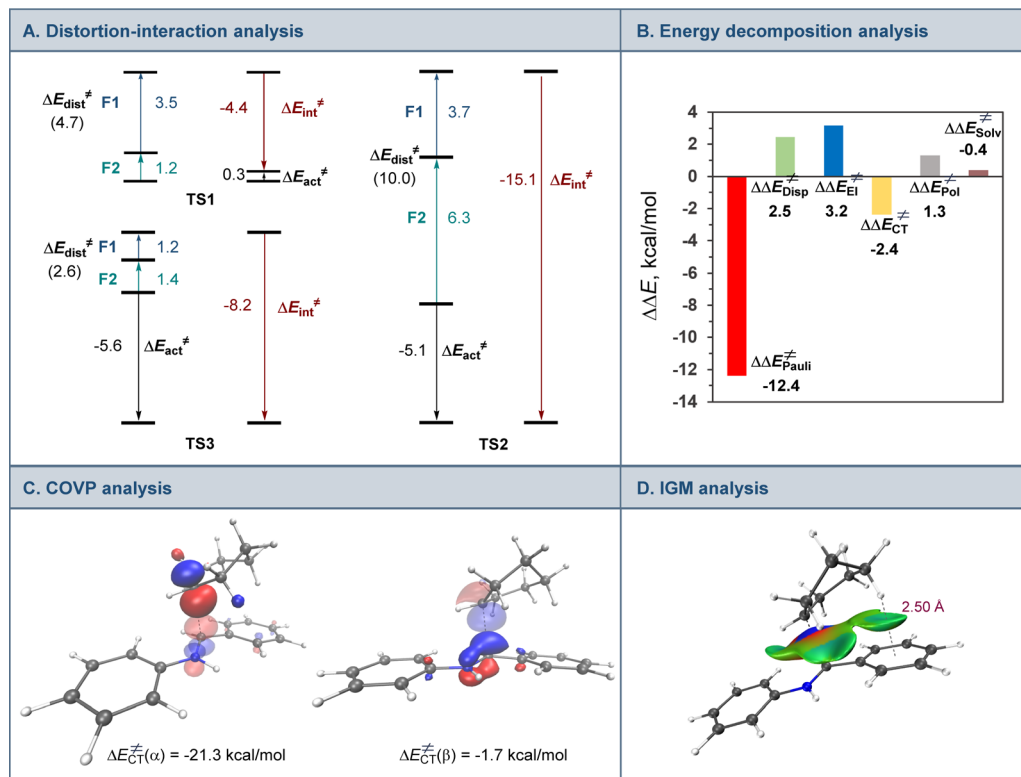 A. Distortion-interaction analysis
ΔE_dist^≠
(4.7)
F1
3.5
F2
1.2
-4.4
ΔE_int^≠
0.3
ΔE_act^≠
TS1
ΔE_dist^≠
(2.6)
F1
1.2
F2
1.4
-5.6
ΔE_act^≠
-8.2
ΔE_int^≠
TS3
F1
3.7
ΔE_dist^≠
(10.0)
F2
6.3
-5.1
ΔE_act^≠
-15.1
ΔE_int^≠
TS2
B. Energy decomposition analysis
ΔΔE, kcal/mol
4
2
0
-2
-4
-6
-8
-10
-12
-14
ΔΔE_Pauli^≠
-12.4
ΔΔE_Disp^≠
2.5
ΔΔE_El^≠
3.2
ΔΔE_CT^≠
-2.4
ΔΔE_Pol^≠
1.3
ΔΔE_Solv^≠
-0.4
C. COVP analysis
ΔE_CT^≠(α) = -21.3 kcal/mol
ΔE_CT^≠(β) = -1.7 kcal/mol
D. IGM analysis
2.50 Å